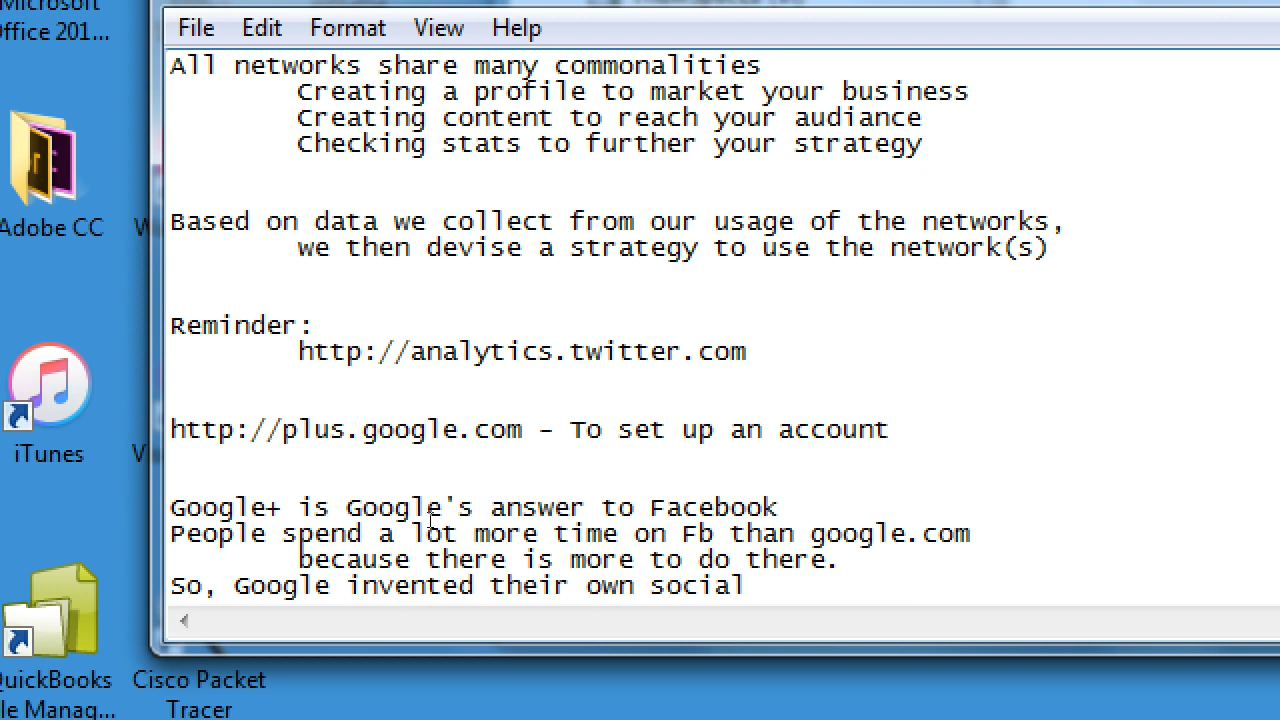 Microsoft
Office 201...
Adobe CC
iTunes
QuickBooks
Manag...
Cisco Packet
Tracer
File Edit Format View Help
All networks share many commonalities
Creating a profile to market your business
Creating content to reach your audiance
Checking stats to further your strategy
Based on data we collect from our usage of the networks,
we then devise a strategy to use the network(s)
Reminder:
http://analytics.twitter.com
http://plus.google.com - To set up an account
Google+ is Google's answer to Facebook
People spend a lot more time on Fb than google.com
because there is more to do there.
So, Google invented their own social